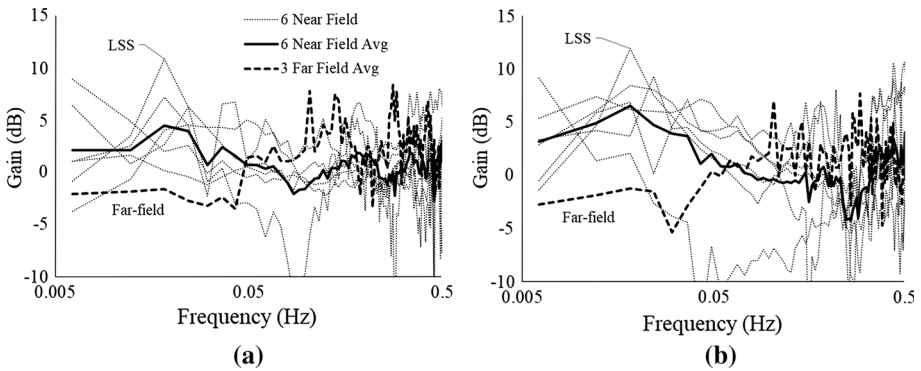 15
10
5
0
-5
-10
Gain (dB)
LSS
6 Near Field
6 Near Field Avg
3 Far Field Avg
Far-field
0.005
0.05
0.5
Frequency (Hz)
(a)
15
10
5
0
-5
-10
Gain (dB)
LSS
Far-field
0.005
0.05
0.5
Frequency (Hz)
(b)